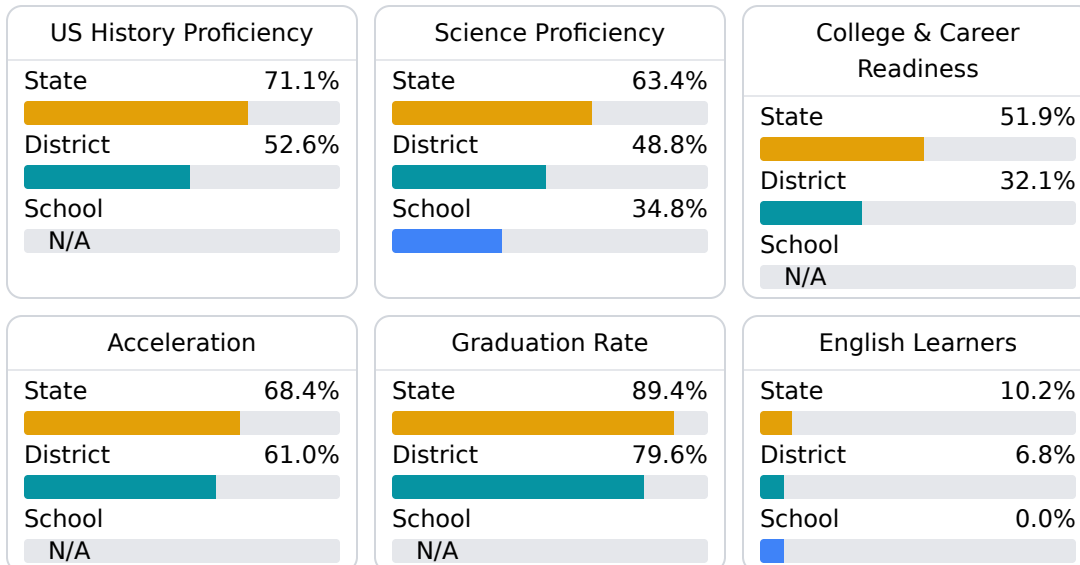 US History Proficiency
State 71.1%
District 52.6%
School
N/A
Science Proficiency
State 63.4%
District 48.8%
School 34.8%
College & Career
Readiness
State 51.9%
District 32.1%
School
N/A
Acceleration
State 68.4%
District 61.0%
School
N/A
Graduation Rate
State 89.4%
District 79.6%
School
N/A
English Learners
State 10.2%
District 6.8%
School 0.0%